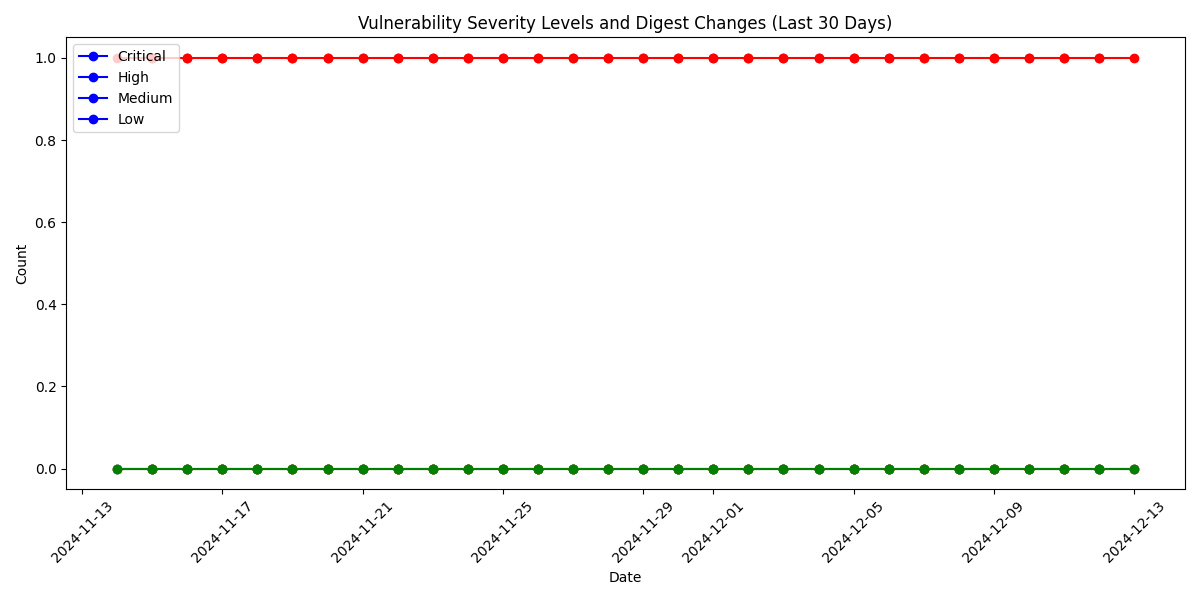 Vulnerability Severity Levels and Digest Changes (Last 30 Days)
Critical
High
Medium
Low
1.0
0.8
0.6
0.4
0.2
0.0
Count
2024-11-13
2024-11-17
2024-11-21
2024-11-25
2024-11-29
2024-12-01
2024-12-05
2024-12-09
2024-12-13
Date